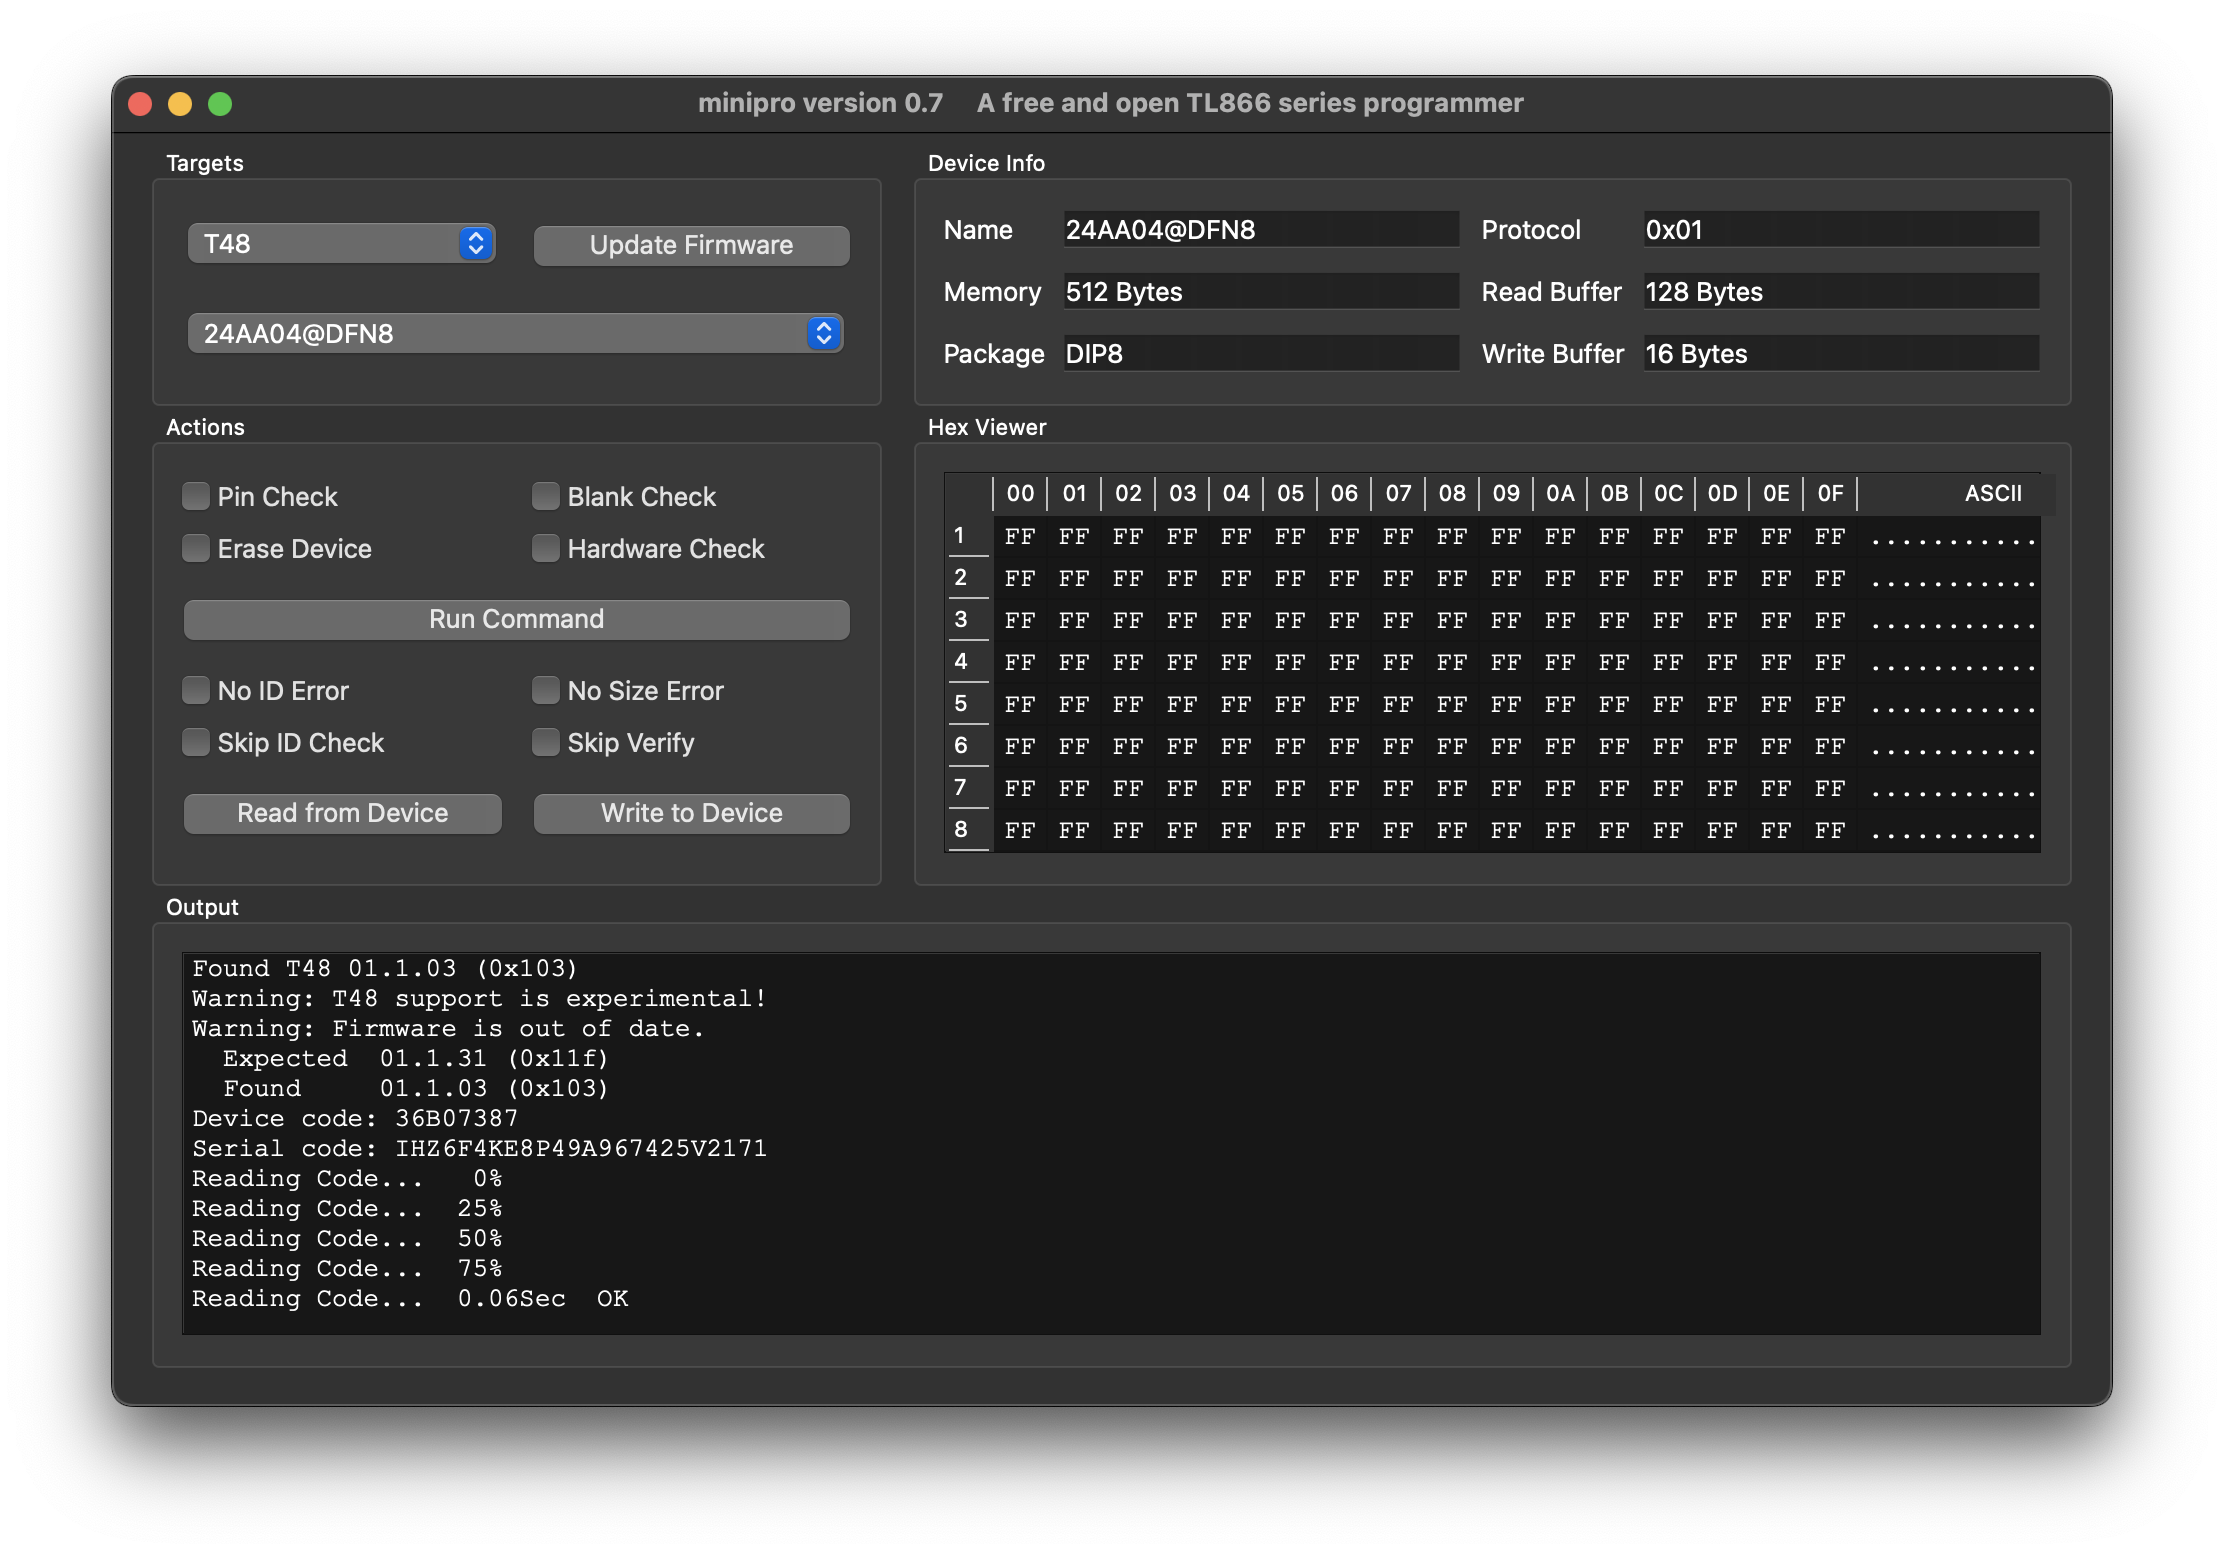 minipro version 0.7     A free and open TL866 series programmer
Targets
T48
Update Firmware
24AA04@DFN8
Device Info
Name 24AA04@DFN8 Protocol 0x01
Memory 512 Bytes Read Buffer 128 Bytes
Package DIP8 Write Buffer 16 Bytes
Actions
Pin Check Blank Check
Erase Device Hardware Check
Run Command
No ID Error No Size Error
Skip ID Check Skip Verify
Read from Device Write to Device
Hex Viewer
00 01 02 03 04 05 06 07 08 09 0A 0B 0C 0D 0E 0F ASCII
1 FF FF FF FF FF FF FF FF FF FF FF FF FF FF FF FF ...........
2 FF FF FF FF FF FF FF FF FF FF FF FF FF FF FF FF ...........
3 FF FF FF FF FF FF FF FF FF FF FF FF FF FF FF FF ...........
4 FF FF FF FF FF FF FF FF FF FF FF FF FF FF FF FF ...........
5 FF FF FF FF FF FF FF FF FF FF FF FF FF FF FF FF ...........
6 FF FF FF FF FF FF FF FF FF FF FF FF FF FF FF FF ...........
7 FF FF FF FF FF FF FF FF FF FF FF FF FF FF FF FF ...........
8 FF FF FF FF FF FF FF FF FF FF FF FF FF FF FF FF ...........
Output
Found T48 01.1.03 (0x103)
Warning: T48 support is experimental!
Warning: Firmware is out of date.
  Expected  01.1.31 (0x11f)
  Found     01.1.03 (0x103)
Device code: 36B07387
Serial code: IHZ6F4KE8P49A967425V2171
Reading Code...   0%
Reading Code...  25%
Reading Code...  50%
Reading Code...  75%
Reading Code...  0.06Sec  OK